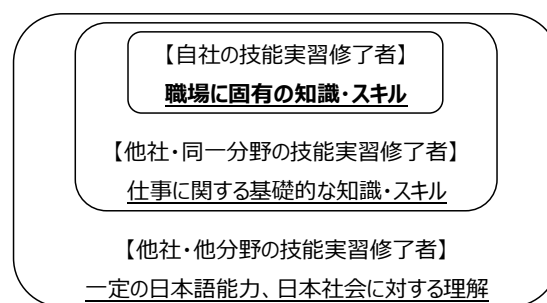 【自社の技能実習修了者】
職場に固有の知識・スキル
【他社・同一分野の技能実習修了者】
仕事に関する基礎的な知識・スキル
【他社・他分野の技能実習修了者】
一定の日本語能力、日本社会に対する理解